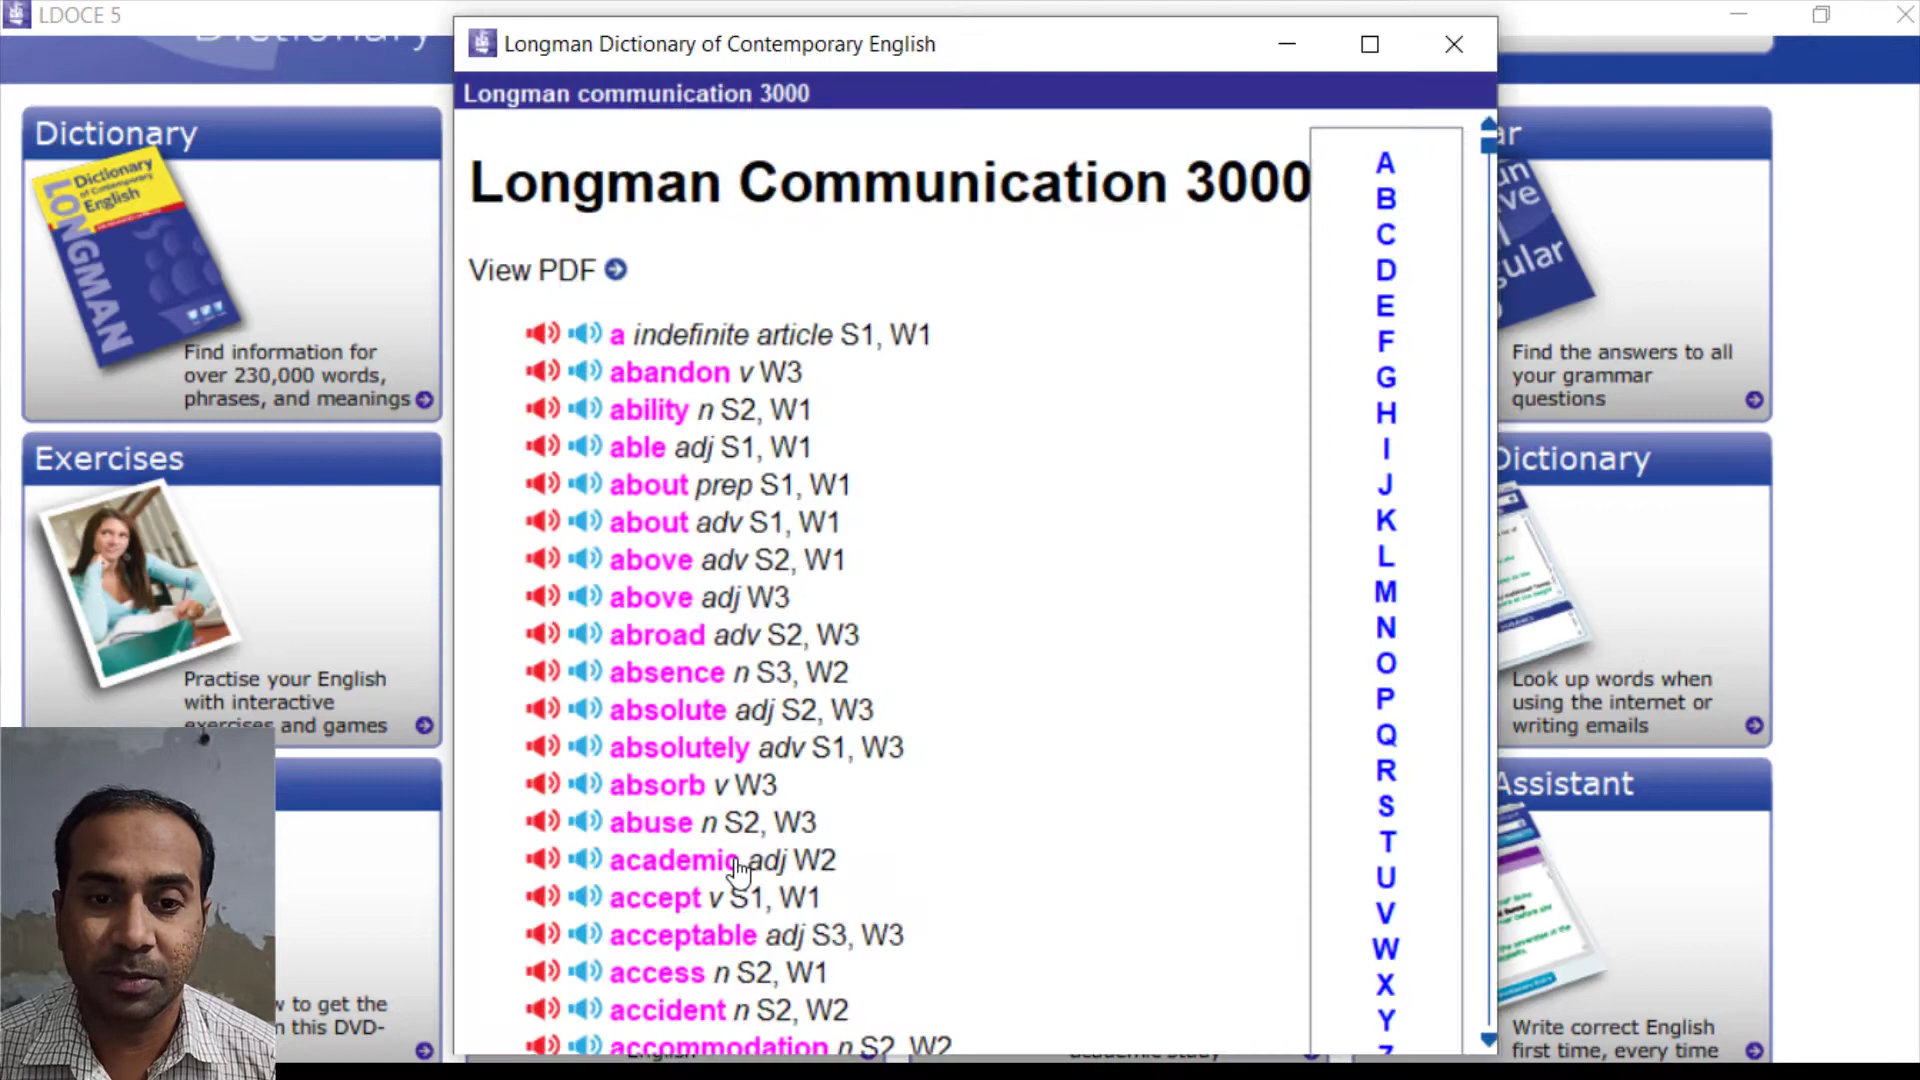 LDOCE 5
Longman Dictionary of Contemporary English
Longman communication 3000
Longman Communication 3000
View PDF
a indefinite article S1, W1
abandon v W3
ability n S2, W1
able adj S1, W1
about prep S1, W1
about adv S1, W1
above adv S2, W1
above adj W3
abroad adv S2, W3
absence n S3, W2
absolute adj S2, W3
absolutely adv S1, W3
absorb v W3
abuse n S2, W3
academic adj W2
accept v S1, W1
acceptable adj S3, W3
access n S2, W1
accident n S2, W2
accommodation n S2, W2
A
B
C
D
E
F
G
H
I
J
K
L
M
N
O
P
Q
R
S
T
U
V
W
X
Y
Z
Dictionary
Dictionary
of Contemporary
English
LONGMAN
Find information for
over 230,000 words,
phrases, and meanings
Exercises
Practise your English
with interactive
exercises and games
to get the
this DVD-
Find the answers to all
your grammar
questions
Dictionary
Look up words when
using the internet or
writing emails
Assistant
Write correct English
first time, every time
English
academic study